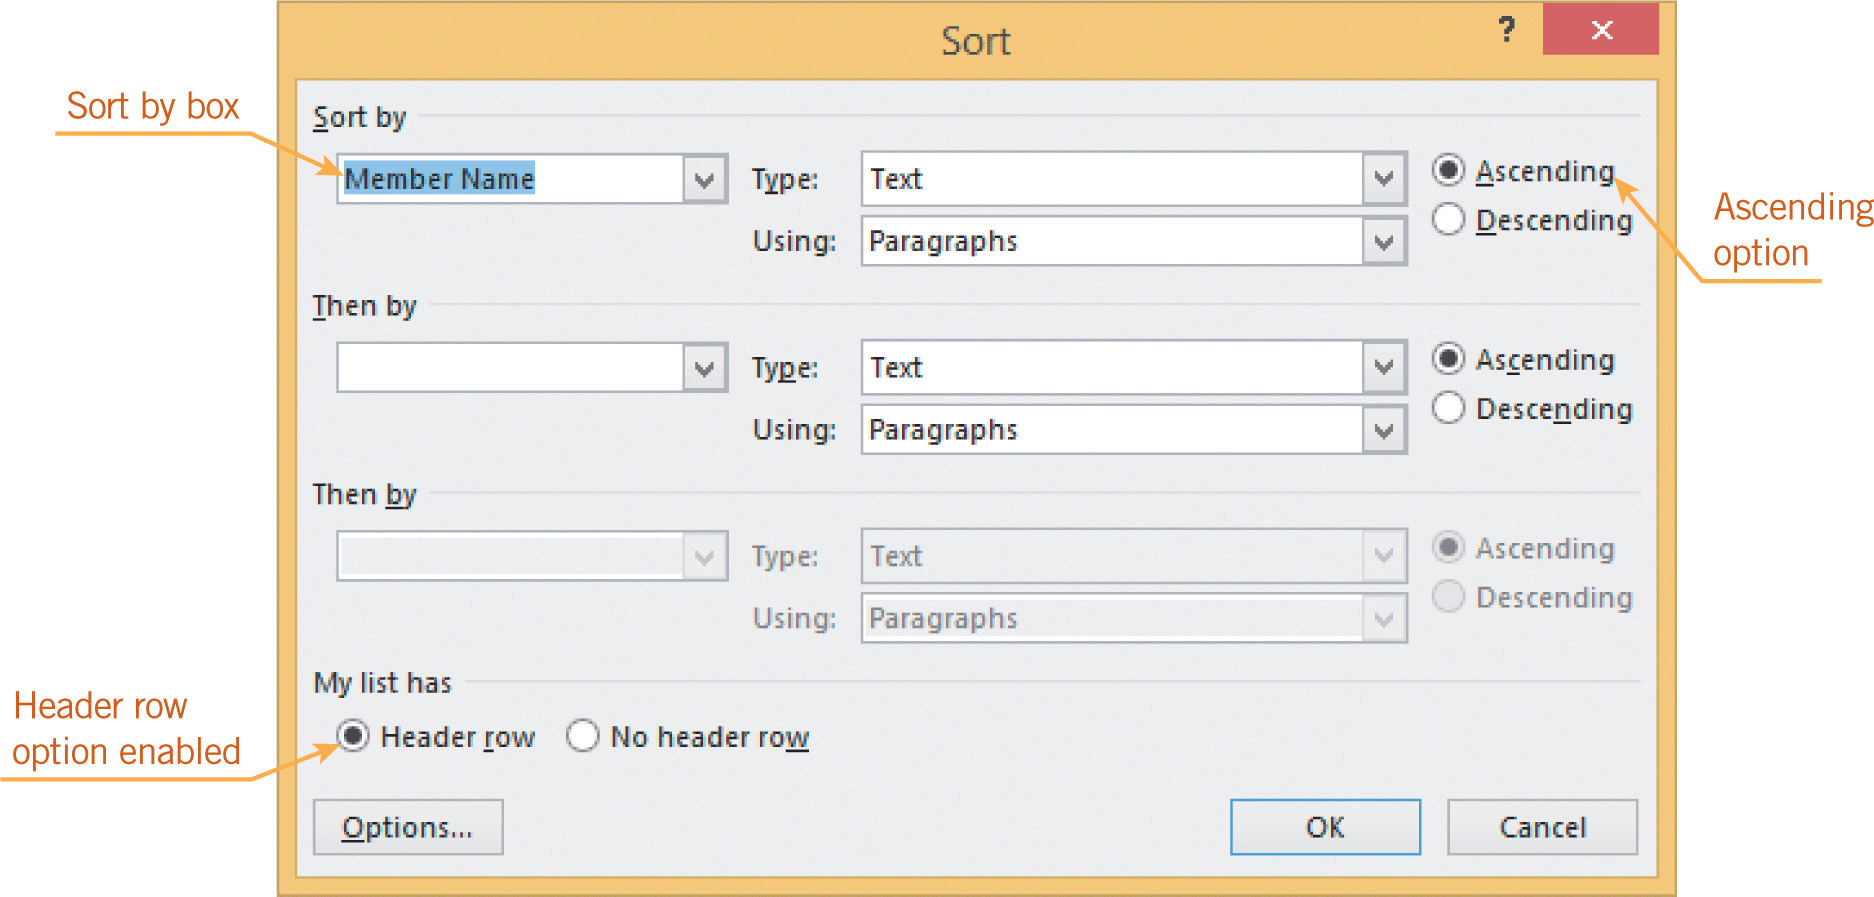 Sort
?
Sort by box
Sort by
Member Name
Type:
Text
Ascending
Descending
Using:
Paragraphs
Ascending
option
Then by
Type:
Text
Ascending
Descending
Using:
Paragraphs
Then by
Type:
Text
Ascending
Descending
Using:
Paragraphs
My list has
Header row
option enabled
Header row
No header row
Options...
OK
Cancel